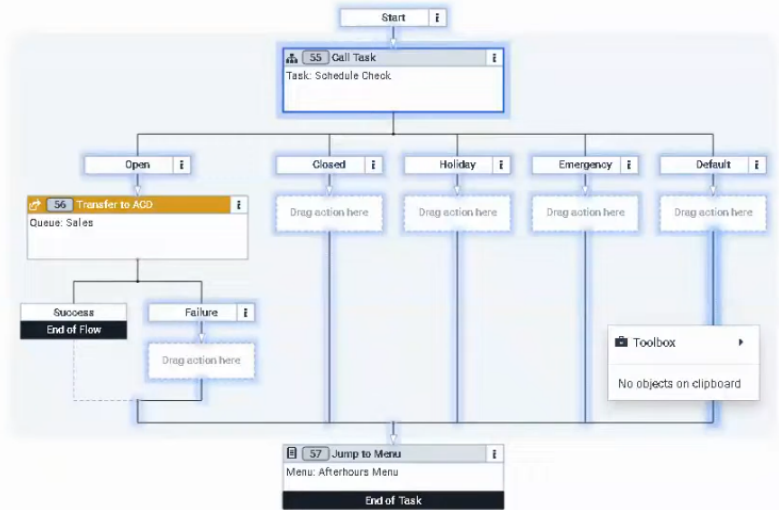 Start i
55 Call Task i
Task: Schedule Check
Open i
Closed i
Holiday i
Emergency i
Default i
56 Transfer to ACD i
Queue: Sales
Drag action here
Drag action here
Drag action here
Drag action here
Success
End of Flow
Failure i
Drag action here
Toolbox
No objects on clipboard
57 Jump to Menu i
Menu: Afterhours Menu
End of Task